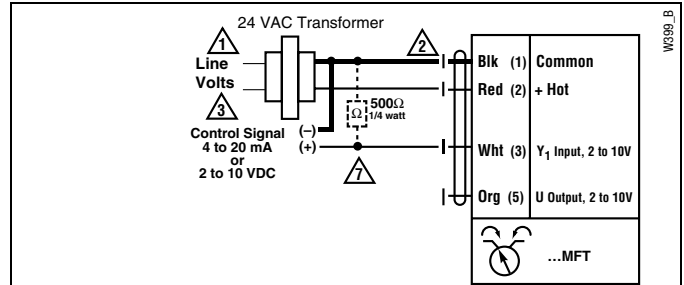 24 VAC Transformer
1
Line
Volts
3
Control Signal
4 to 20 mA
or
2 to 10 VDC
(–)
(+)
Ω
500Ω
1/4 watt
7
2
Blk (1) Common
Red (2) + Hot
Wht (3) Y1 Input, 2 to 10V
Org (5) U Output, 2 to 10V
...MFT
W399_B